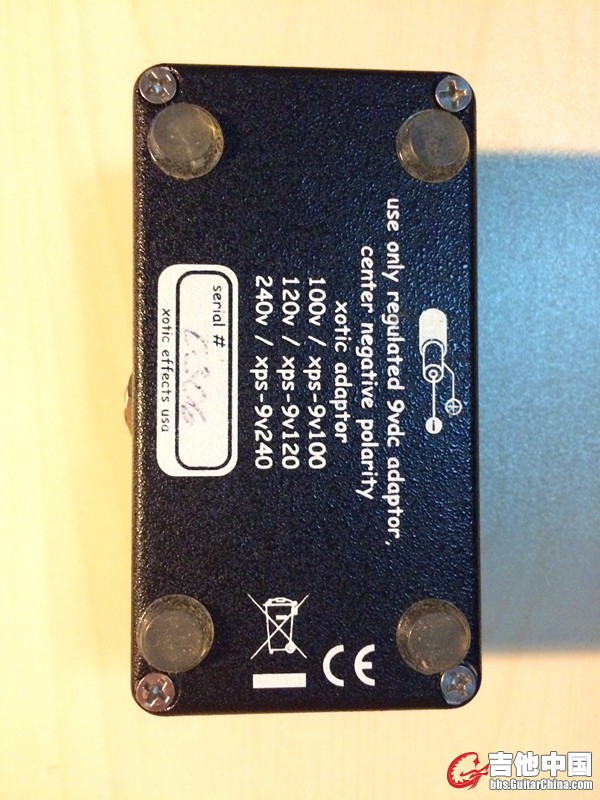 use only regulated 9vdc adaptor,
center negative polarity
xotic adaptor
100v / xps-9v100
120v / xps-9v120
240v / xps-9v240
serial #
xotic effects usa
CE
吉他中国
bbs.GuitarChina.com